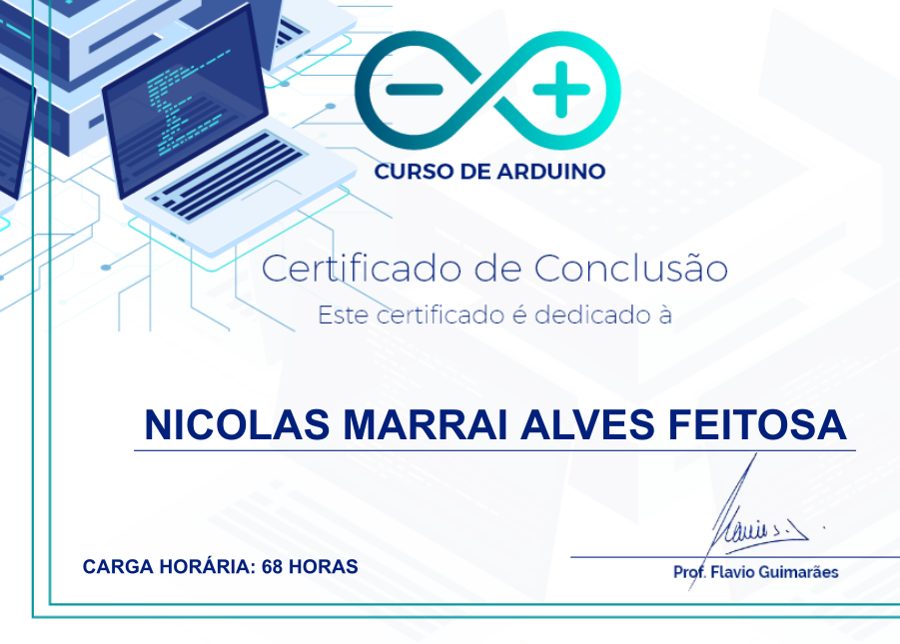 CURSO DE ARDUINO
Certificado de Conclusão
Este certificado é dedicado à
NICOLAS MARRAI ALVES FEITOSA
CARGA HORÁRIA: 68 HORAS
Prof. Flavio Guimarães